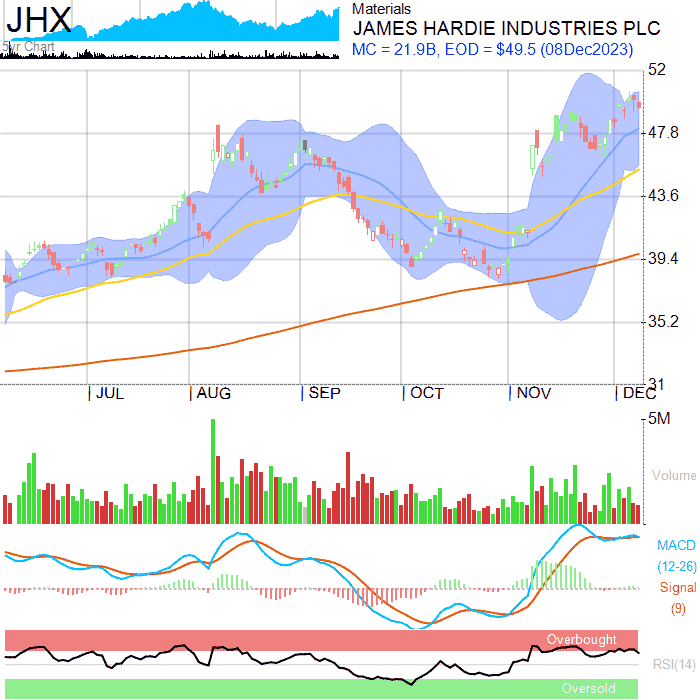 JHX
5yr Chart
Materials
JAMES HARDIE INDUSTRIES PLC
MC = 21.9B, EOD = $49.5 (08Dec2023)
52
47.8
43.6
39.4
35.2
31
JUL AUG SEP OCT NOV DEC
5M
Volume
MACD
(12-26)
Signal
(9)
Overbought
RSI(14)
Oversold